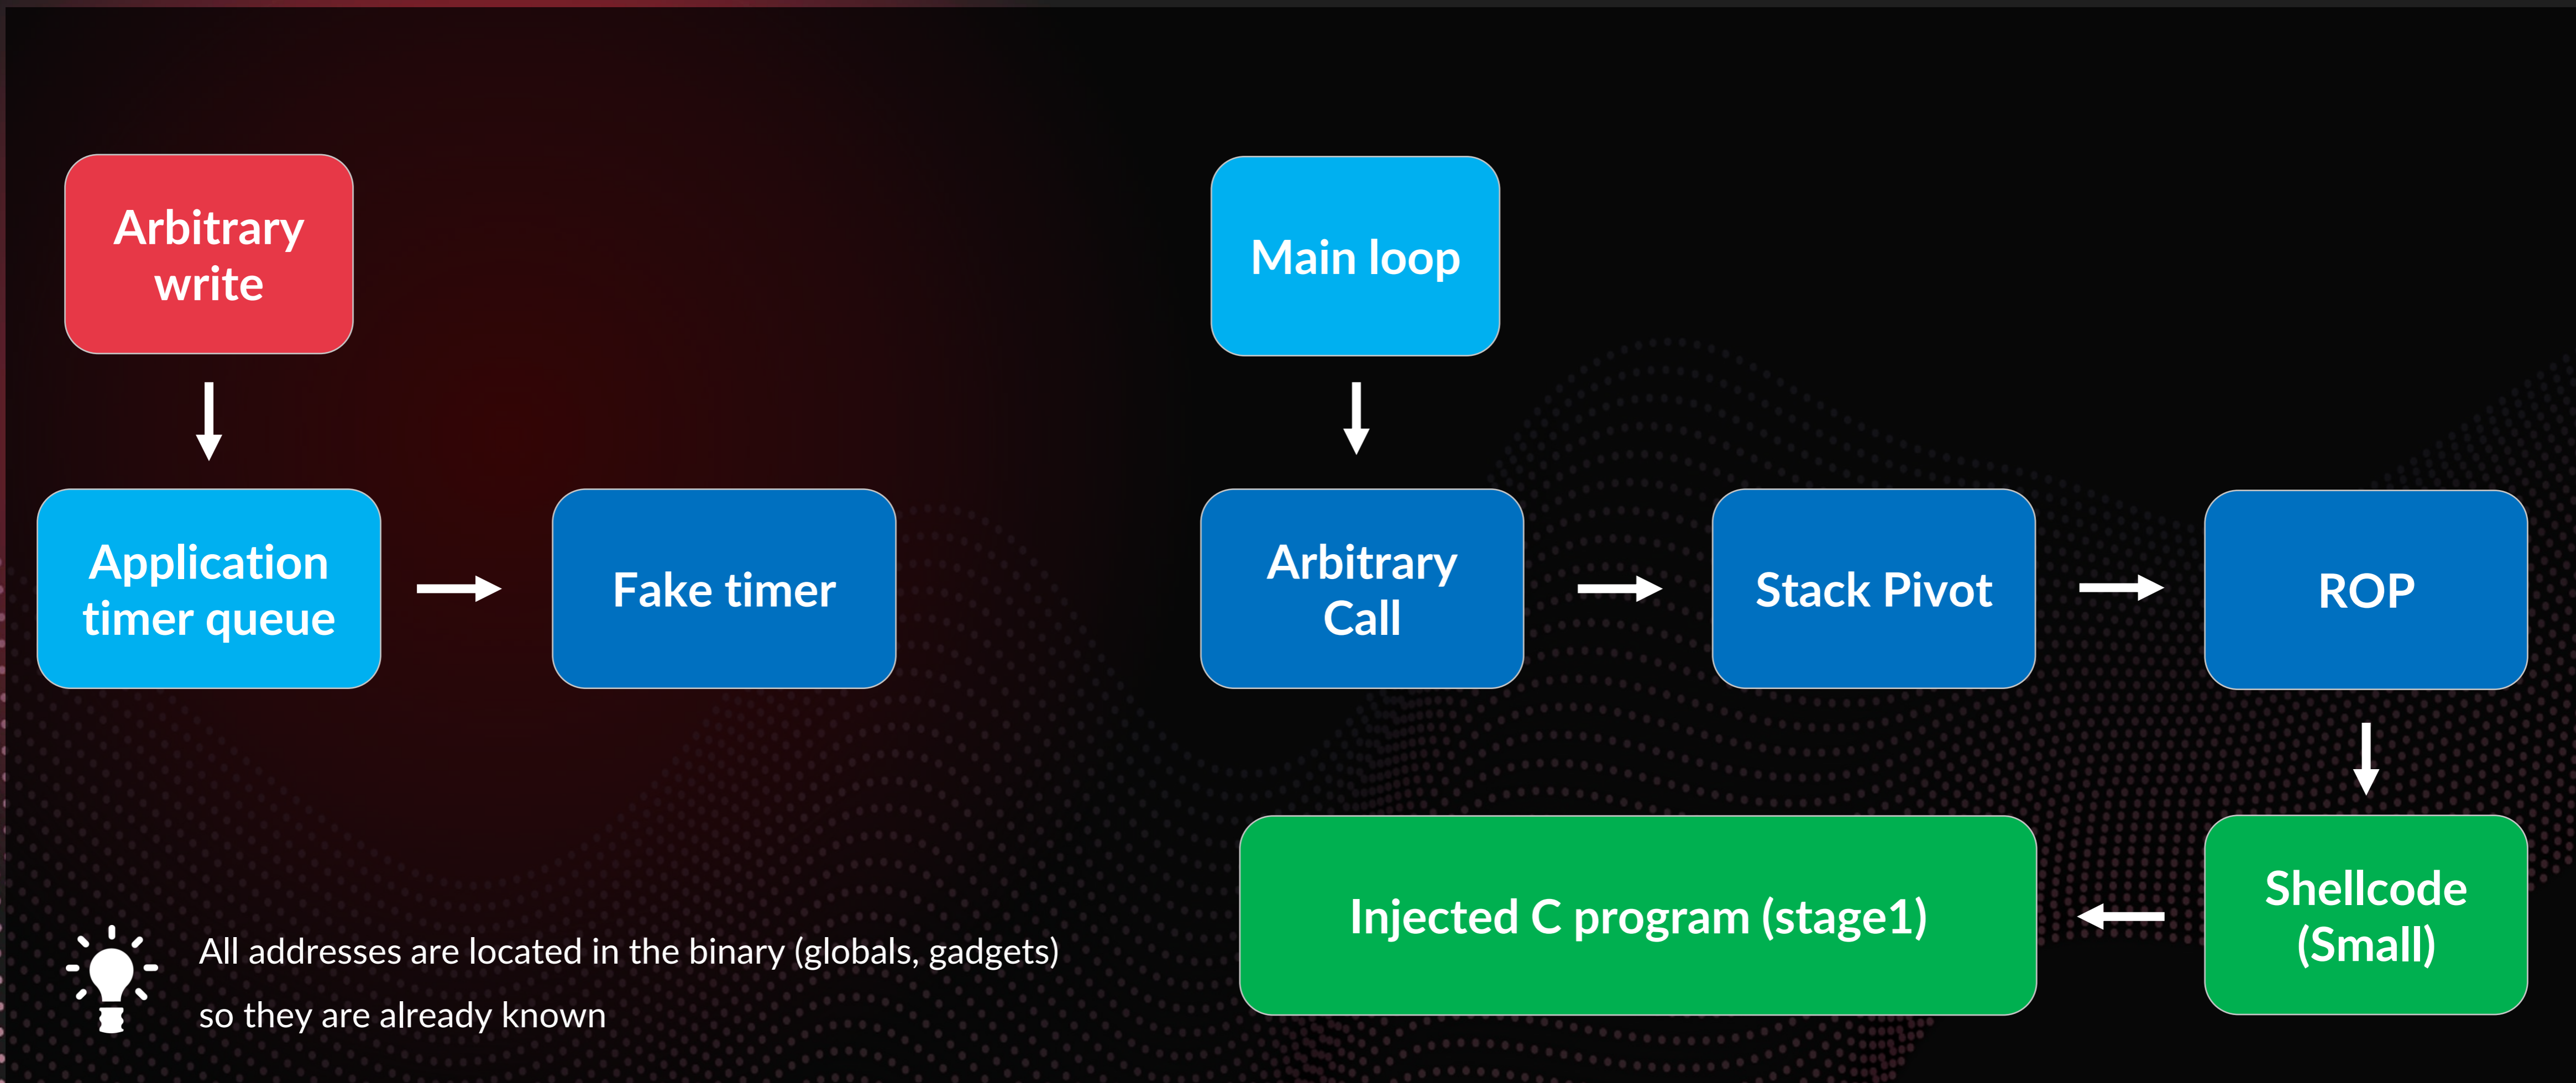 Arbitrary
write
Main loop
Application
timer queue
Fake timer
Arbitrary
Call
Stack Pivot
ROP
Injected C program (stage1)
Shellcode
(Small)
All addresses are located in the binary (globals, gadgets)
so they are already known